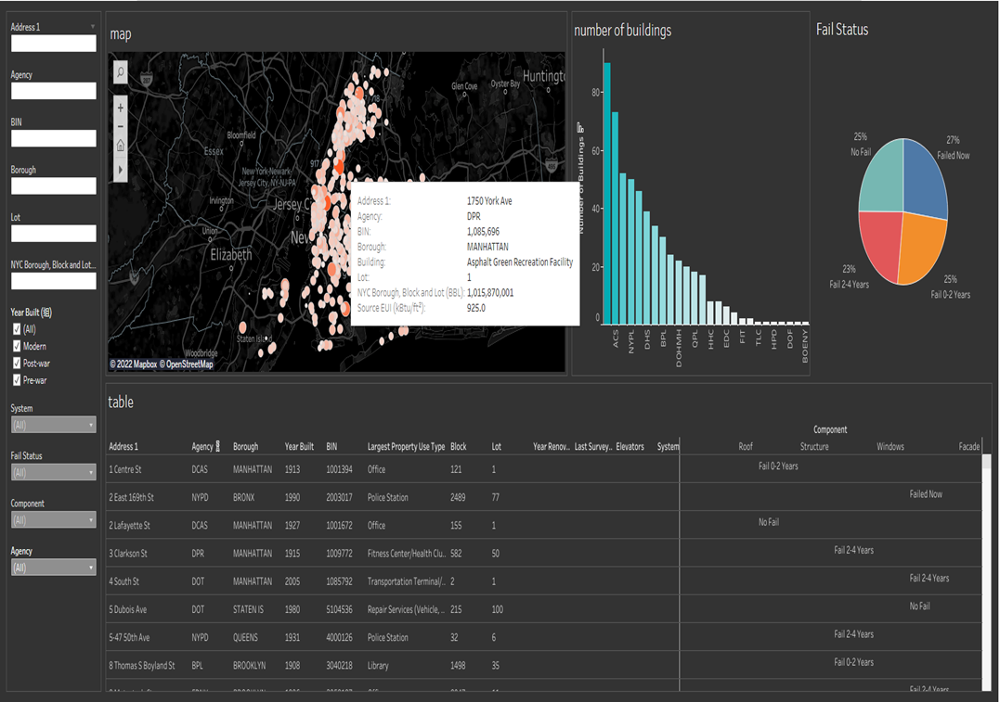 Address 1
Agency
BIN
Borough
Lot
NYC Borough, Block and Lot...
Year Built (组)
(All)
Modern
Post-war
Pre-war
System
(All)
Fail Status
(All)
Component
(All)
Agency
(All)
map
Huntingt
Glen Cove
Oyster Bay
Bloomfield
Essex
917
New York-Newark-
Jersey City, NY-NJ-PA
Irvington
Jersey C
Union
New
Elizabeth
Staten Island
Woodbridge
© 2022 Mapbox © OpenStreetMap
Address 1: 1750 York Ave
Agency: DPR
BIN: 1,085,696
Borough: MANHATTAN
Building: Asphalt Green Recreation Facility
Lot: 1
NYC Borough, Block and Lot (BBL): 1,015,870,001
Source EUI (kBtu/ft²): 925.0
number of buildings
Number of Buildings
80
60
40
20
0
ACS
NYPL
DHS
BPL
DOHMH
QPL
HHC
EDC
FIT
TLC
HPD
DOF
BOENY
Fail Status
25%
No Fail
27%
Failed Now
23%
Fail 2-4 Years
25%
Fail 0-2 Years
table
Component
Address 1 Agency Borough Year Built BIN Largest Property Use Type Block Lot Year Renov.. Last Survey.. Elevators System Roof Structure Windows Facade
1 Centre St DCAS MANHATTAN 1913 1001394 Office 121 1 Fail 0-2 Years
2 East 169th St NYPD BRONX 1990 2003017 Police Station 2489 77 Failed Now
2 Lafayette St DCAS MANHATTAN 1927 1001672 Office 155 1 No Fail
3 Clarkson St DPR MANHATTAN 1915 1009772 Fitness Center/Health Clu.. 582 50 Fail 2-4 Years
4 South St DOT MANHATTAN 2005 1085792 Transportation Terminal/.. 2 1 Fail 2-4 Years
5 Dubois Ave DOT STATEN IS 1980 5104536 Repair Services (Vehicle, .. 215 100 No Fail
5-47 50th Ave NYPD QUEENS 1931 4000126 Police Station 32 6 Fail 2-4 Years
8 Thomas S Boyland St BPL BROOKLYN 1908 3040218 Library 1498 35 Fail 0-2 Years
Fail 2-4 Years